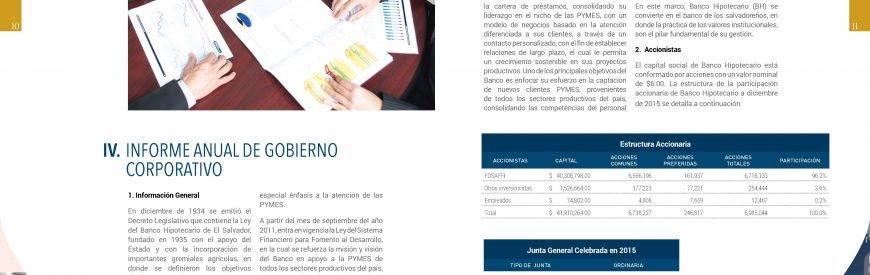 10
IV. INFORME ANUAL DE GOBIERNO
CORPORATIVO
1. Información General
En diciembre de 1934 se emitió el
Decreto Legislativo que contiene la Ley
del Banco Hipotecario de El Salvador,
fundado en 1935 con el apoyo del
Estado y con la incorporación de
importantes gremiales agrícolas, en
donde se definieron los objetivos
especial énfasis a la atención de las
PYMES.
A partir del mes de septiembre del año
2011, entra en vigencia la Ley del Sistema
Financiero para Fomento al Desarrollo,
en la cual se refuerza la misión y visión
del Banco en apoyo a la PYMES de
todos los sectores productivos del país,
la cartera de préstamos, consolidando su
liderazgo en el nicho de las PYMES, con
un modelo de negocios basado en la atención
diferenciada a sus clientes, a través de un
contacto personalizado, con el fin de establecer
relaciones de largo plazo, el cual le permita
un crecimiento sostenible en sus proyectos
productivos. Uno de los principales objetivos del
Banco es enfocar su esfuerzo en la captación
de nuevos clientes PYMES, provenientes
de todos los sectores productivos del país,
consolidando las competencias del personal
En este marco, Banco Hipotecario (BH) se
convierte en el banco de los salvadoreños, en
donde la práctica de los valores institucionales,
son el pilar fundamental de su gestión.
2. Accionistas
El capital social de Banco Hipotecario está
conformado por acciones con un valor nominal
de $6.00. La estructura de la participación
accionaria de Banco Hipotecario a diciembre
de 2015 se detalla a continuación.
11
Estructura Accionaria
ACCIONISTAS CAPITAL ACCIONES COMUNES ACCIONES PREFERIDAS ACCIONES TOTALES PARTICIPACIÓN
FOSAFFI $ 40,308,798.00 6,556,196 161,937 6,718,133 96.2%
Otros inversionistas $ 1,526,664.00 177,223 77,221 254,444 3.6%
Empleados $ 74,802.00 4,808 7,659 12,467 0.2%
Total $ 41,910,264.00 6,738,227 246,817 6,985,044 100.0%
Junta General Celebrada en 2015
TIPO DE JUNTA ORDINARIA